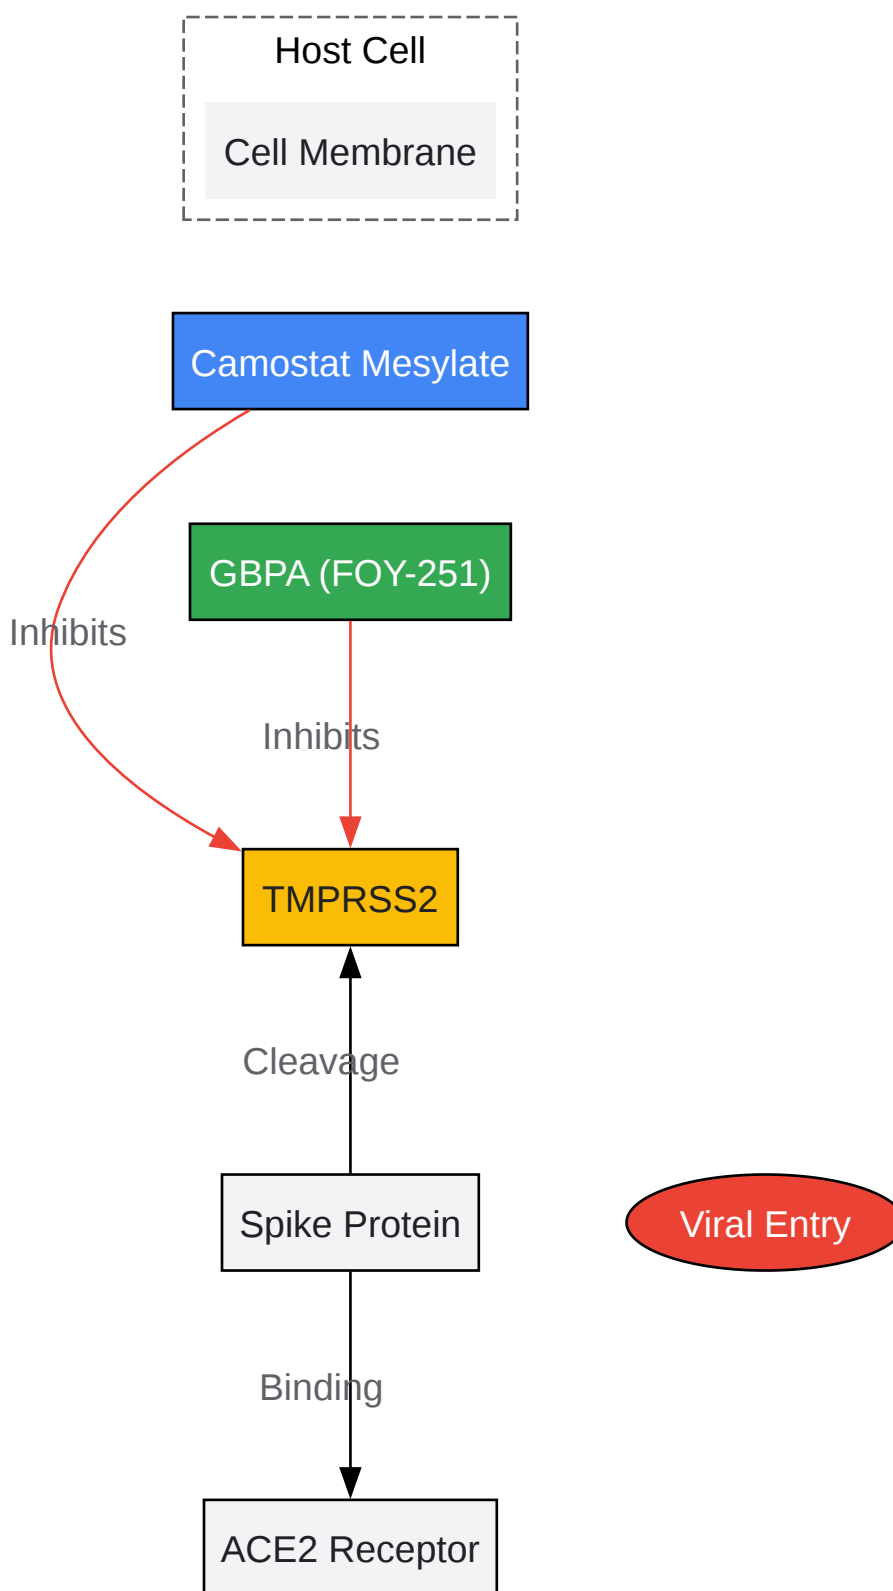 Host Cell
Cell Membrane
Camostat Mesylate
GBPA (FOY-251)
Inhibits
Inhibits
TMPRSS2
Cleavage
Spike Protein
Viral Entry
Binding
ACE2 Receptor